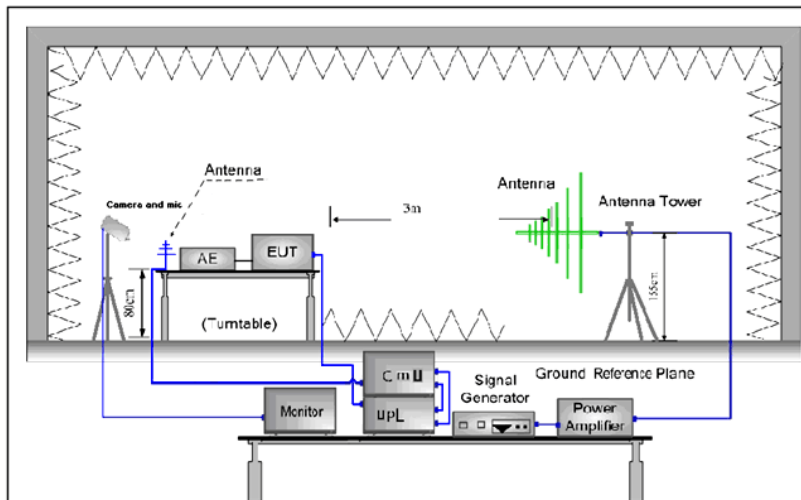 Antenna
Camera and mic
3m
Antenna
Antenna Tower
AE
EUT
80cm
(Turntable)
155cm
Ground Reference Plane
Monitor
Cmu
upL
Signal
Generator
Power
Amplifier